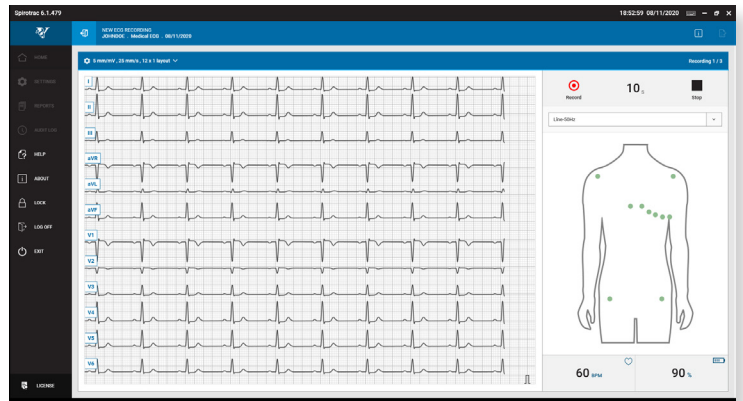 Spirotrac 6.1.479
18:52:59 08/11/2020
NEW ECG RECORDING
JOHNDOE . Medical ECG . 08/11/2020
HOME
SETTINGS
REPORTS
AUDIT LOG
HELP
ABOUT
LOCK
LOG OFF
EXIT
LICENSE
5 mm/mV , 25 mm/s , 12 x 1 layout
Recording 1 / 3
I
II
III
aVR
aVL
aVF
V1
V2
V3
V4
V5
V6
Record
10 s
Stop
Line-50Hz
60 BPM
90 %